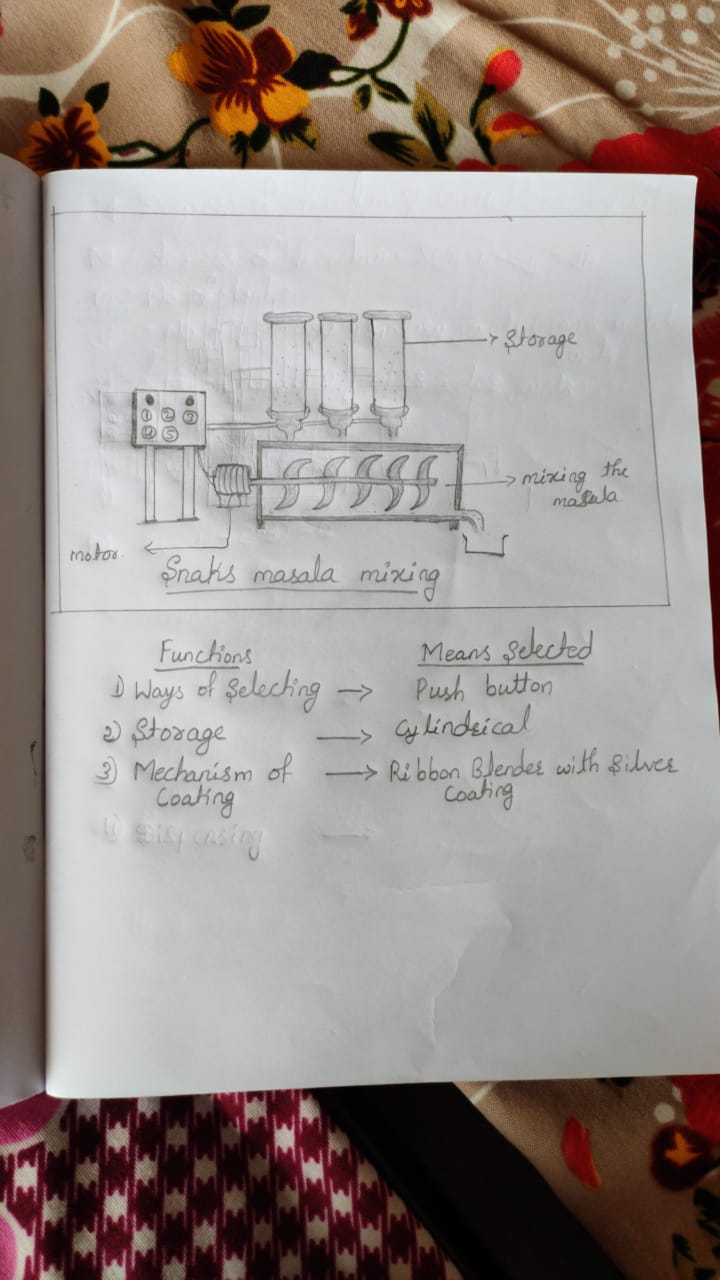 Storage
① ② ③
④ ⑤
mixing the
masala
motor.
Snaks masala mixing
Functions
Means Selected
1) Ways of Selecting → Push button
2) Storage → Cylindrical
3) Mechanism of → Ribbon Blender with Silver
Coating
Coating
Dispensing